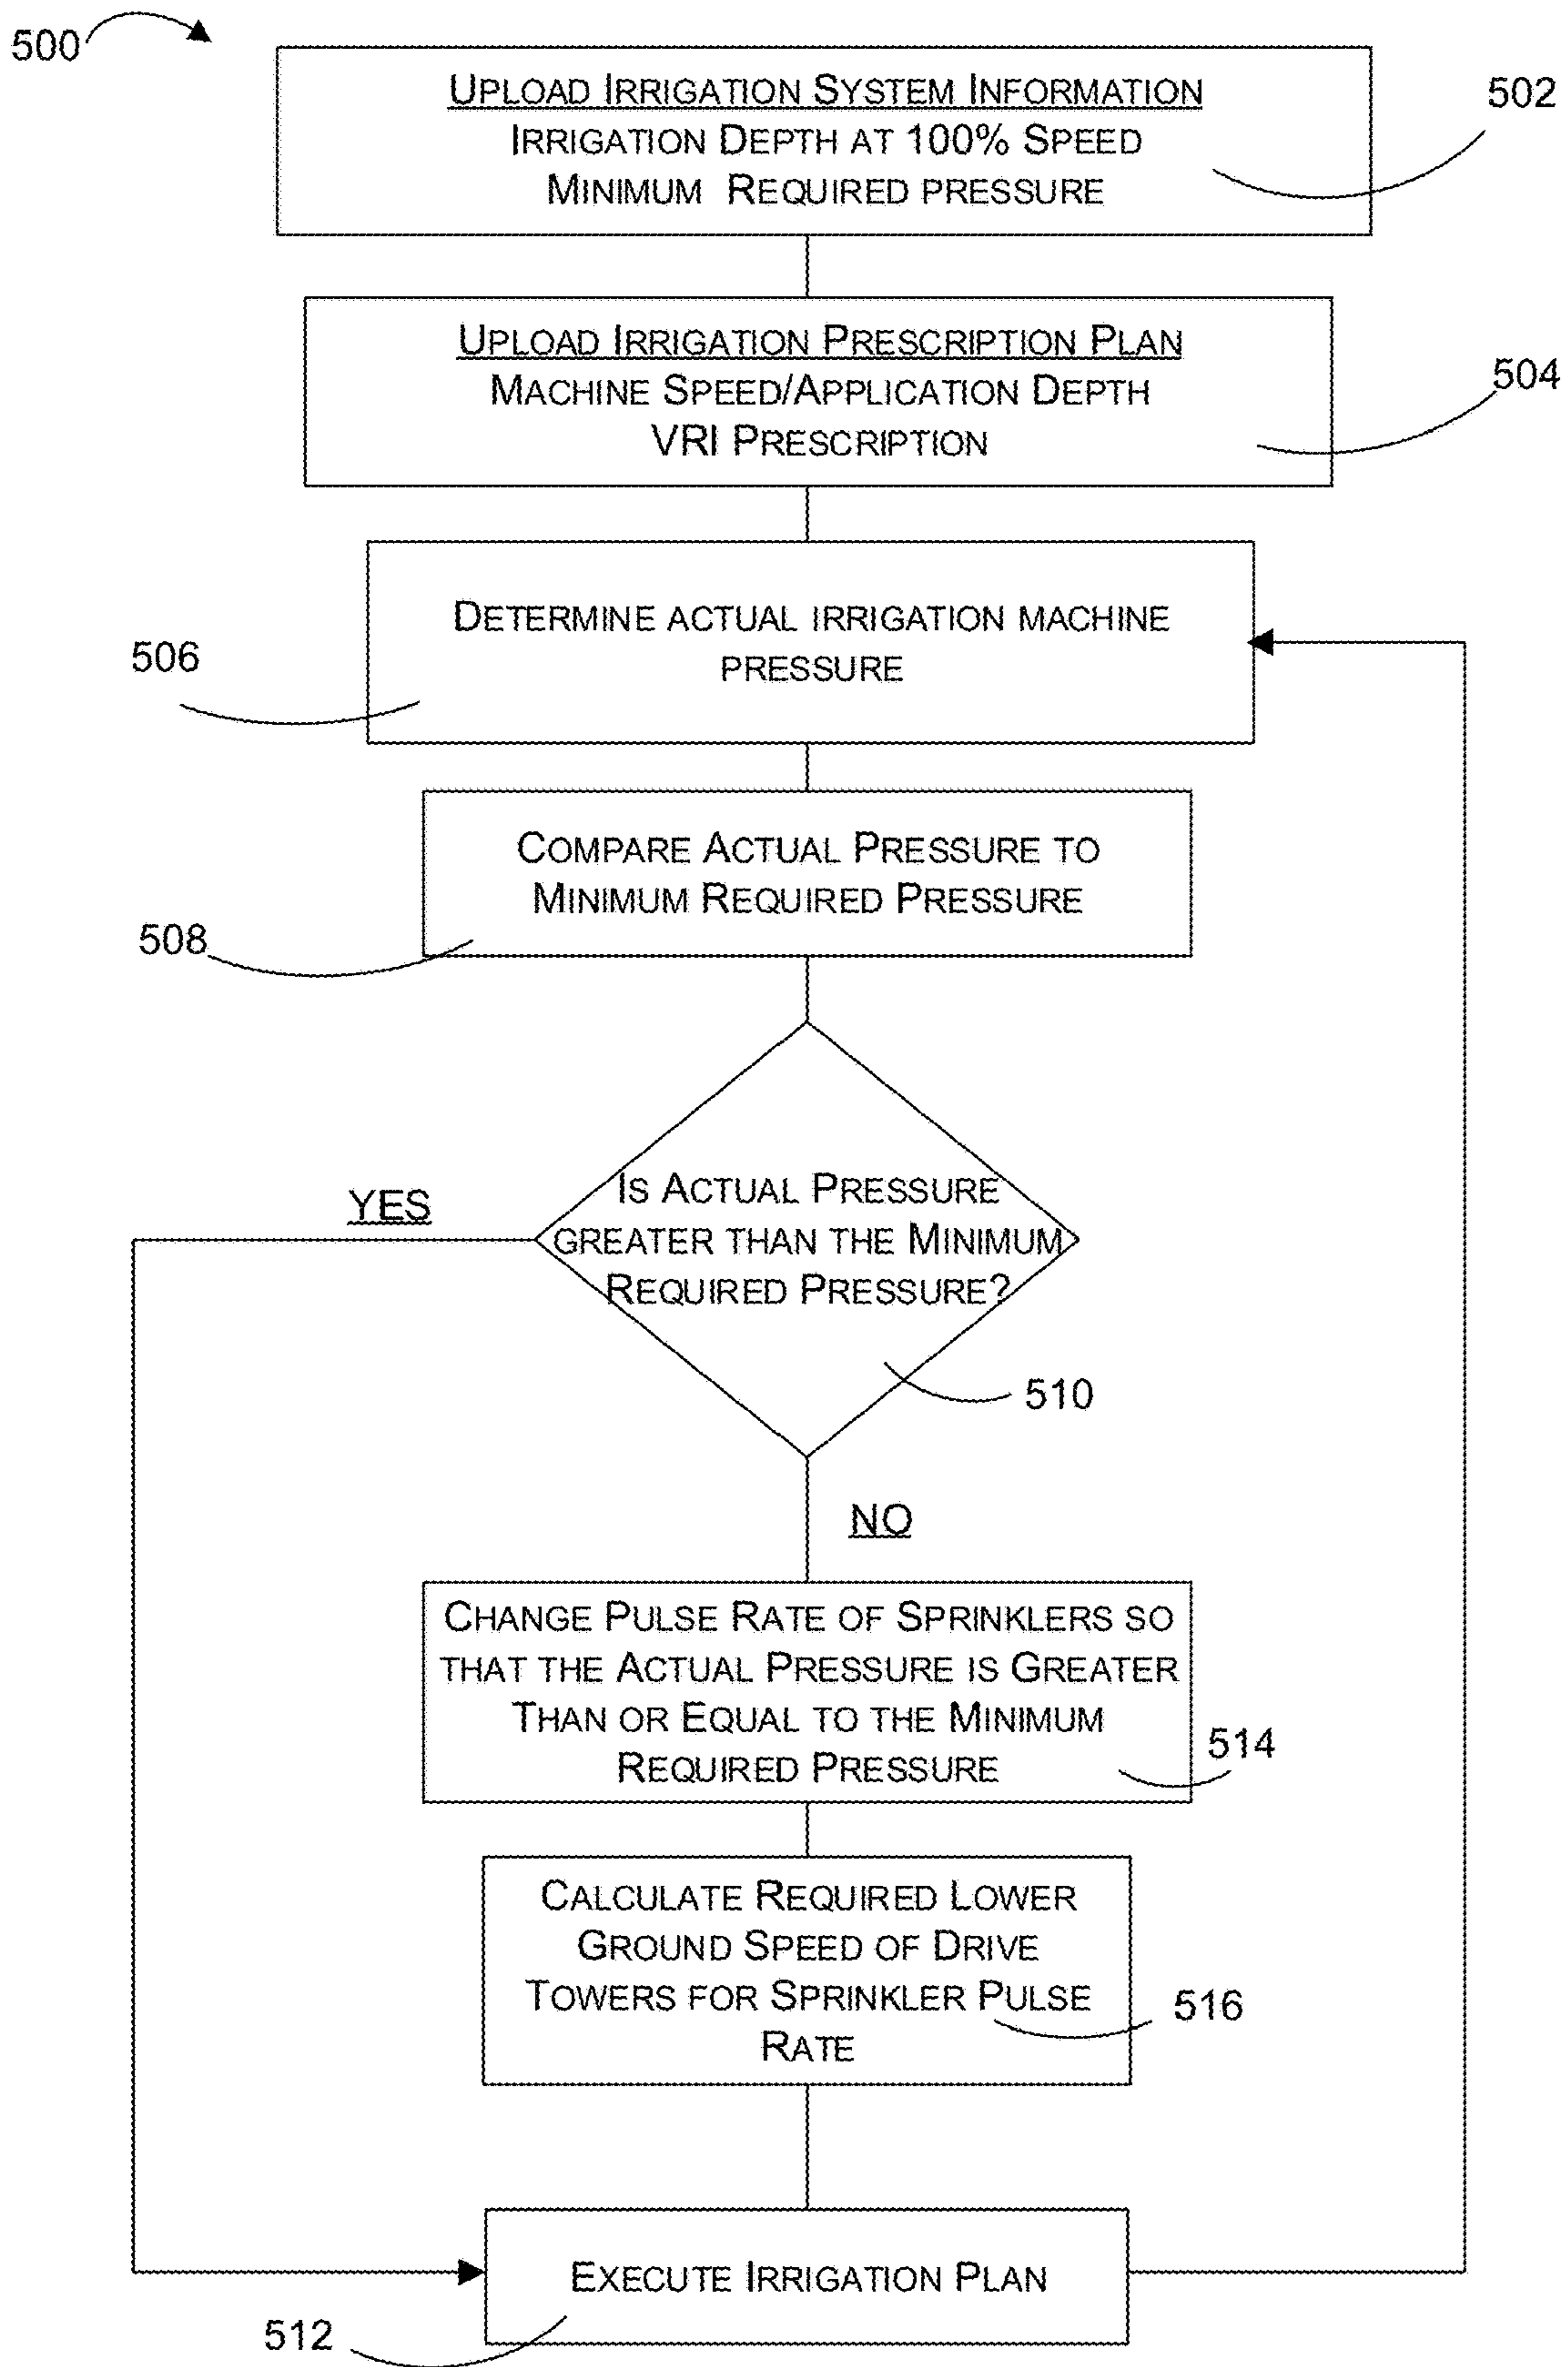 500
UPLOAD IRRIGATION SYSTEM INFORMATION
IRRIGATION DEPTH AT 100% SPEED
MINIMUM REQUIRED PRESSURE
502
UPLOAD IRRIGATION PRESCRIPTION PLAN
MACHINE SPEED/APPLICATION DEPTH
VRI PRESCRIPTION
504
DETERMINE ACTUAL IRRIGATION MACHINE
PRESSURE
506
COMPARE ACTUAL PRESSURE TO
MINIMUM REQUIRED PRESSURE
508
IS ACTUAL PRESSURE
GREATER THAN THE MINIMUM
REQUIRED PRESSURE?
YES
510
NO
CHANGE PULSE RATE OF SPRINKLERS SO
THAT THE ACTUAL PRESSURE IS GREATER
THAN OR EQUAL TO THE MINIMUM
REQUIRED PRESSURE
514
CALCULATE REQUIRED LOWER
GROUND SPEED OF DRIVE
TOWERS FOR SPRINKLER PULSE
RATE
516
EXECUTE IRRIGATION PLAN
512